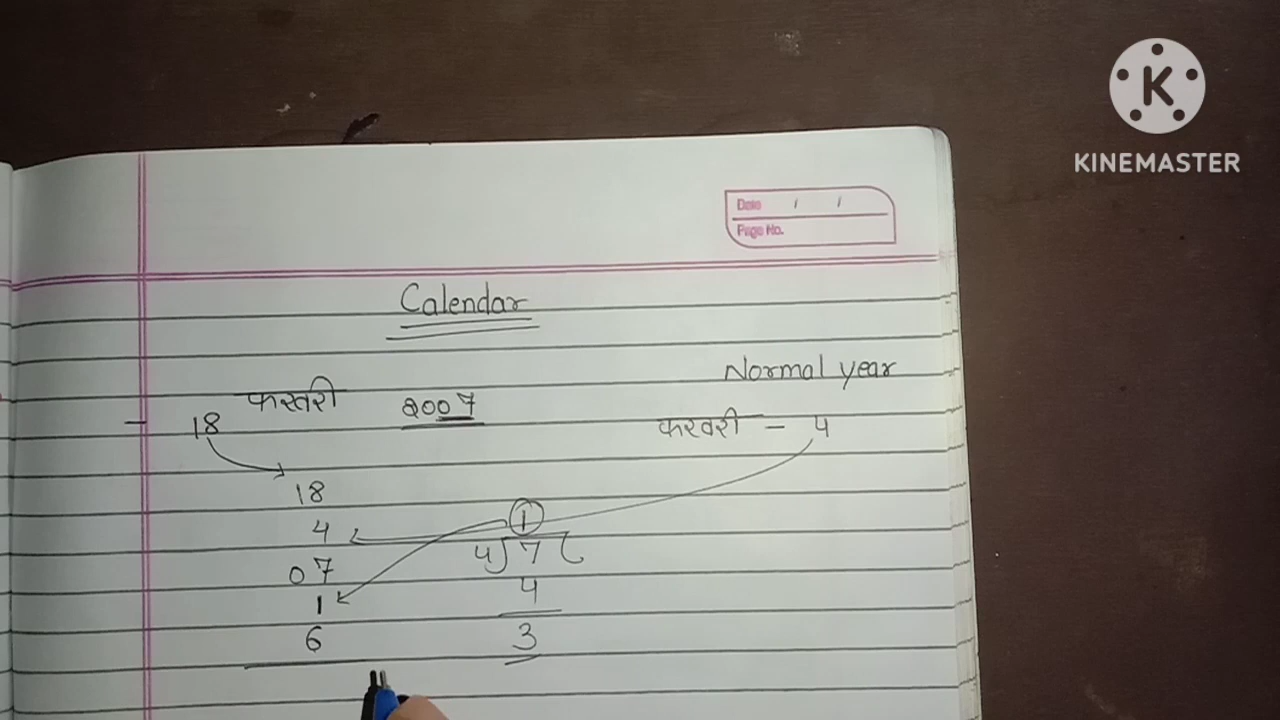 KINEMASTER
Date / /
Page No.
Calendar
Normal year
18 फरवरी 2007
फरवरी - 4
18
4
07
1
6
1
4) 7 (
4
3